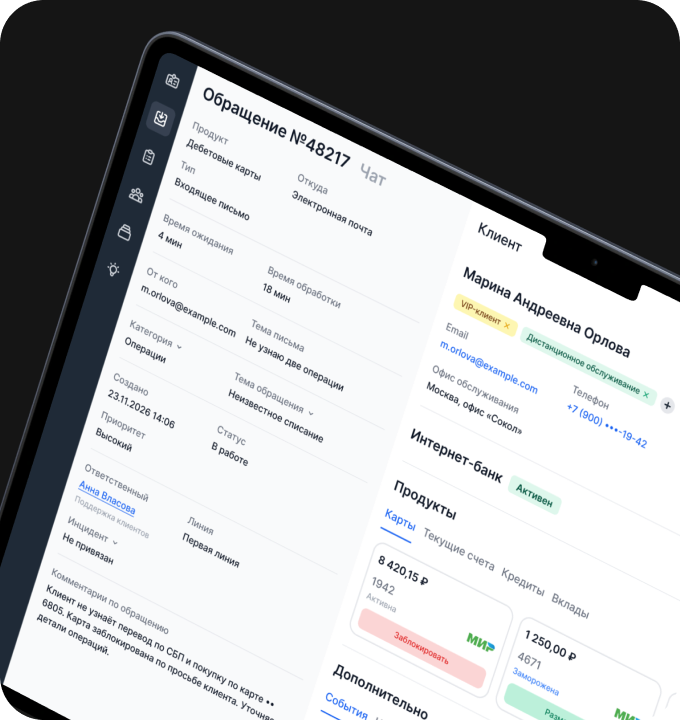 Обращение №48217
Чат
Продукт
Дебетовые карты
Откуда
Электронная почта
Тип
Входящее письмо
Время ожидания
4 мин
Время обработки
18 мин
От кого
m.orlova@example.com
Тема письма
Не узнаю две операции
Категория
Операции
Тема обращения
Неизвестное списание
Создано
23.11.2026 14:06
Статус
В работе
Приоритет
Высокий
Ответственный
Анна Власова
Поддержка клиентов
Линия
Первая линия
Инцидент
Не привязан
Комментарии по обращению
Клиент не узнаёт перевод по СБП и покупку по карте ••
6805. Карта заблокирована по просьбе клиента.
детали операций.
Клиент
Марина Андреевна Орлова
VIP-клиент ×
Дистанционное обслуживание ×
+
Email
m.orlova@example.com
Телефон
+7 (900) •••-19-42
Офис обслуживания
Москва, офис «Сокол»
Интернет-банк
Активен
Продукты
Карты
Текущие счета
Кредиты
Вклады
8 420,15 ₽
1942
Активна
МИР
Заблокировать
1 250,00 ₽
4671
Заморожена
МИР
Дополнительно
События